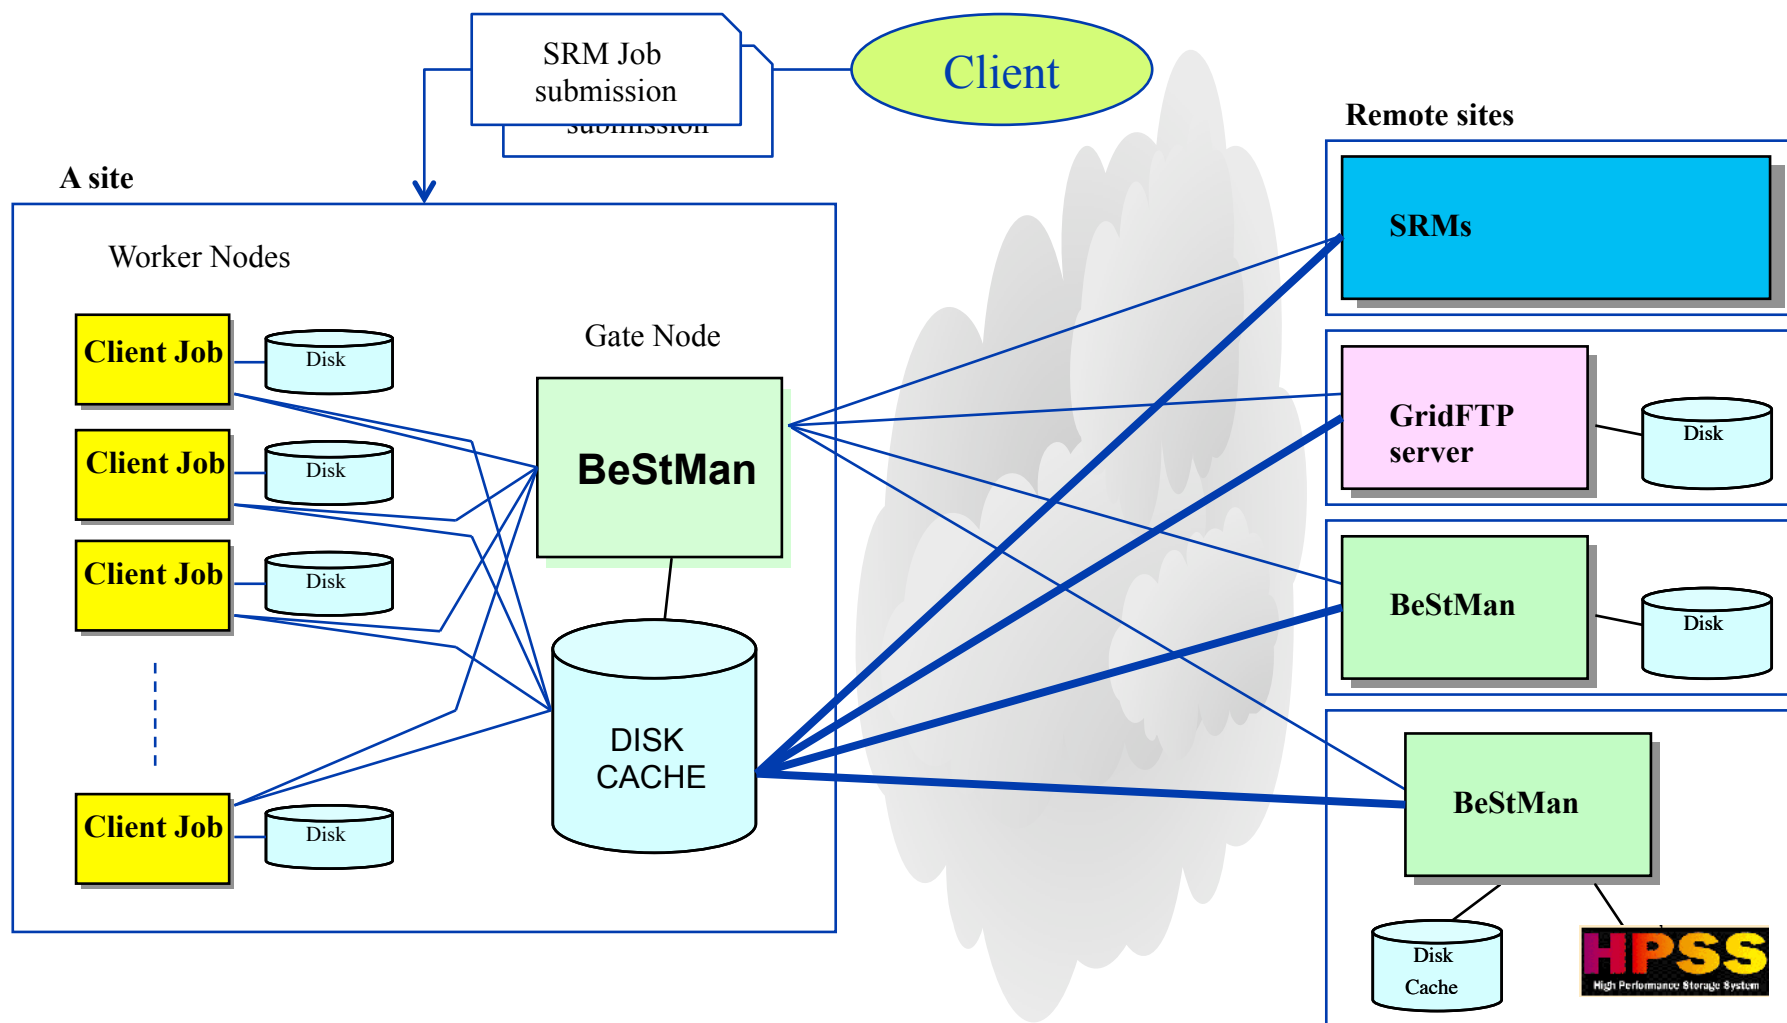 SRM Job
submission
submission
Client
Remote sites
A site
SRMs
Worker Nodes
Gate Node
Client Job
Disk
GridFTP
server
Disk
Client Job
Disk
BeStMan
Client Job
Disk
BeStMan
Disk
DISK
CACHE
BeStMan
Client Job
Disk
Disk
Cache
HPSS
High Performance Storage System